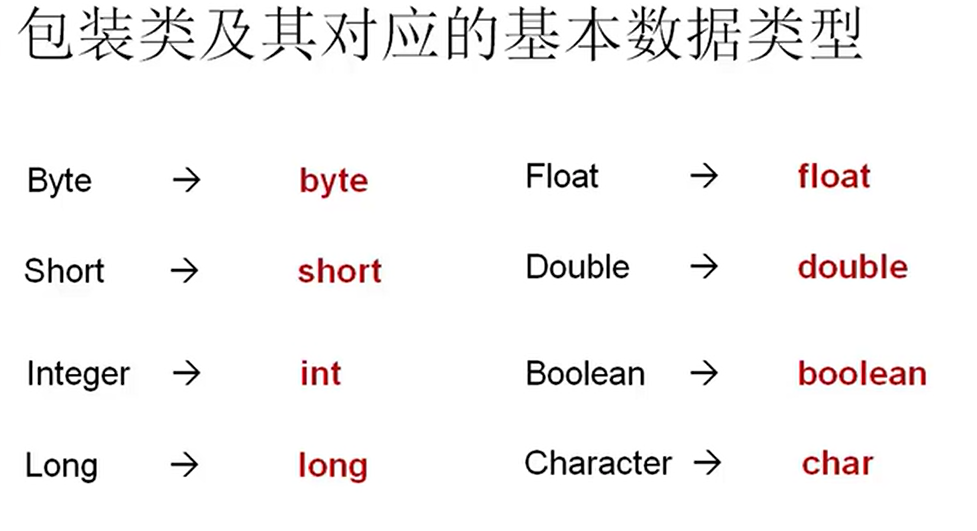 包装类及其对应的基本数据类型
Byte → byte Float → float
Short → short Double → double
Integer → int Boolean → boolean
Long → long Character → char